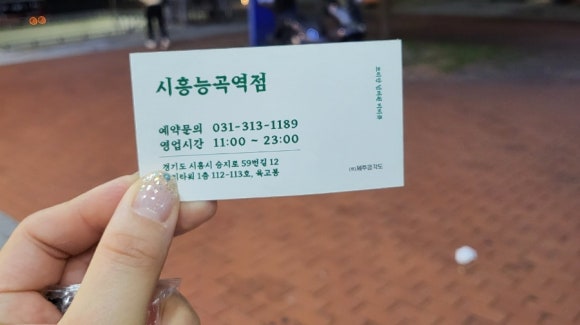 시흥능곡역점
예약문의 031-313-1189
영업시간 11:00 ~ 23:00
경기도 시흥시 승지로 59번길 12
1층 112-113호, 육고봉